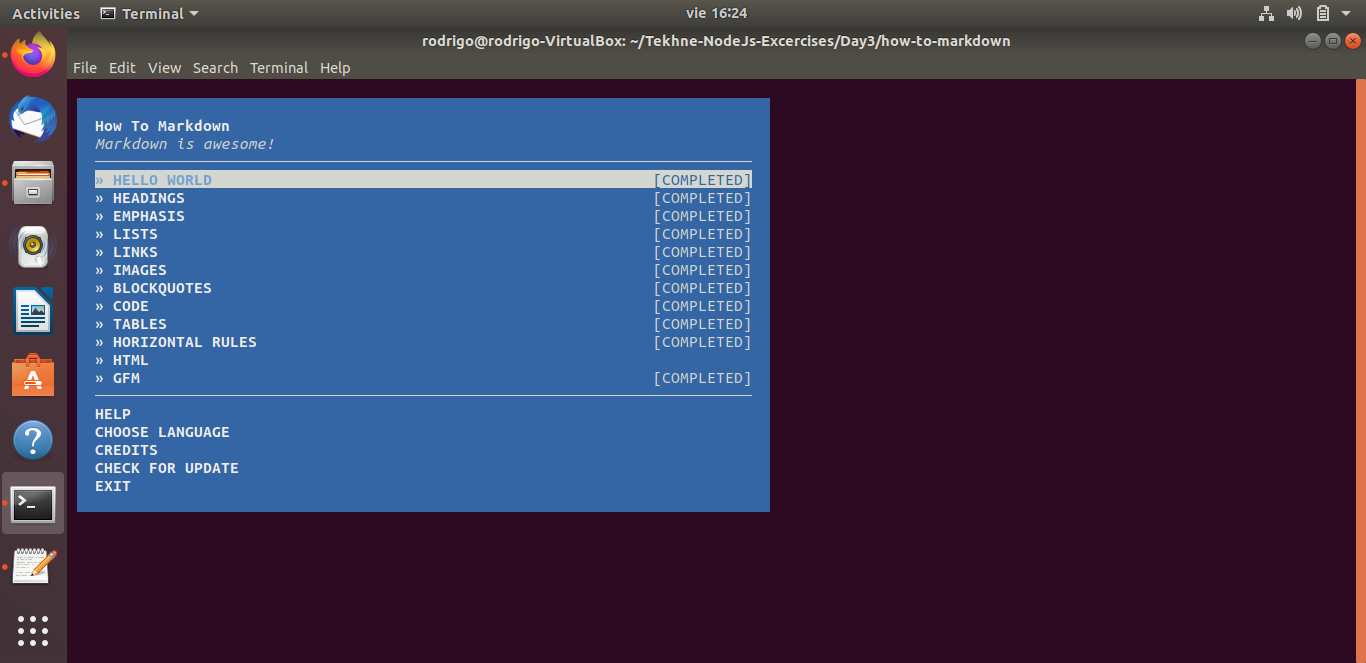 Activities Terminal vie 16:24
rodrigo@rodrigo-VirtualBox: ~/Tekhne-NodeJs-Excercises/Day3/how-to-markdown
File Edit View Search Terminal Help
How To Markdown
Markdown is awesome!
» HELLO WORLD [COMPLETED]
» HEADINGS [COMPLETED]
» EMPHASIS [COMPLETED]
» LISTS [COMPLETED]
» LINKS [COMPLETED]
» IMAGES [COMPLETED]
» BLOCKQUOTES [COMPLETED]
» CODE [COMPLETED]
» TABLES [COMPLETED]
» HORIZONTAL RULES [COMPLETED]
» HTML
» GFM [COMPLETED]
HELP
CHOOSE LANGUAGE
CREDITS
CHECK FOR UPDATE
EXIT